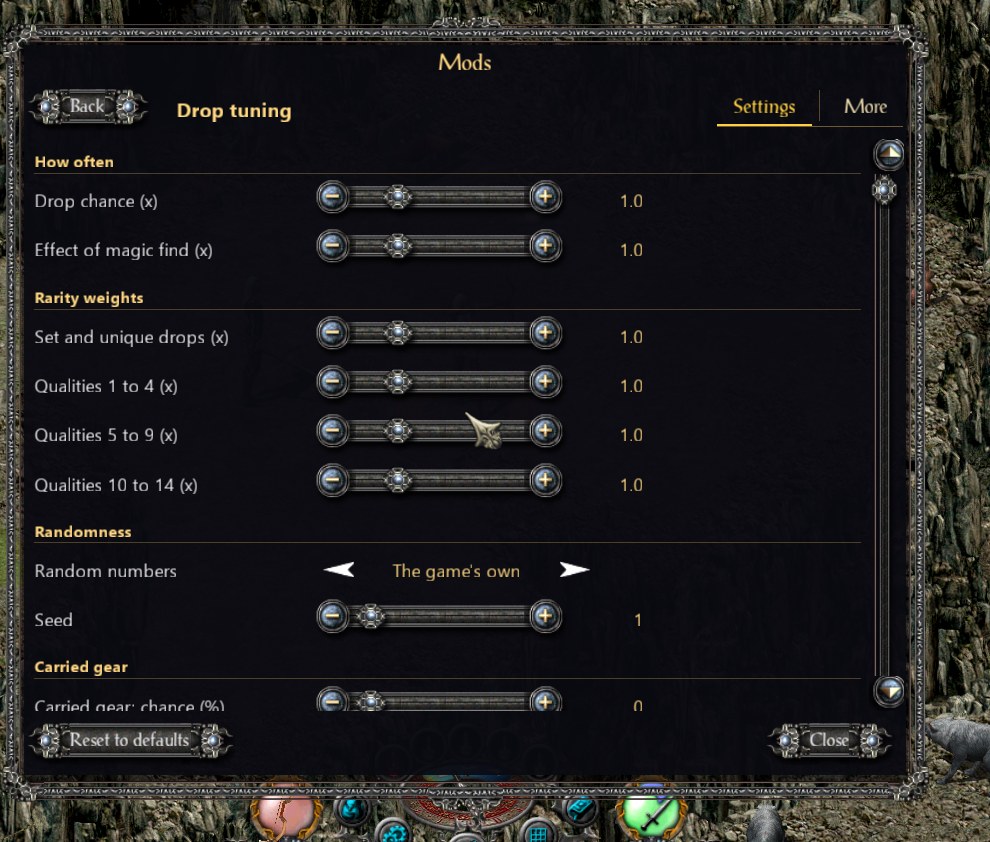 Mods
Back
Drop tuning
Settings
More
How often
Drop chance (x)
1.0
Effect of magic find (x)
1.0
Rarity weights
Set and unique drops (x)
1.0
Qualities 1 to 4 (x)
1.0
Qualities 5 to 9 (x)
1.0
Qualities 10 to 14 (x)
1.0
Randomness
Random numbers
The game's own
Seed
1
Carried gear
Carried gear: chance (%)
0
Reset to defaults
Close